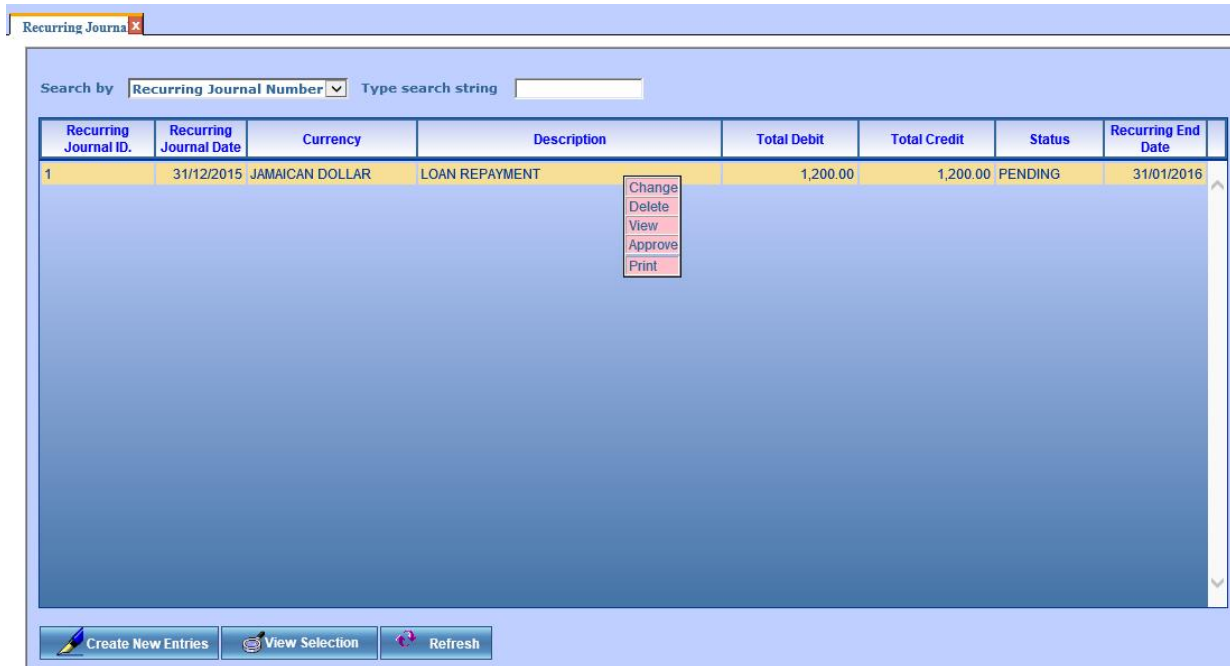 Recurring Journa
Search by Recurring Journal Number Type search string
Recurring Journal ID. Recurring Journal Date Currency Description Total Debit Total Credit Status Recurring End Date
1 31/12/2015 JAMAICAN DOLLAR LOAN REPAYMENT 1,200.00 1,200.00 PENDING 31/01/2016
Change
Delete
View
Approve
Print
Create New Entries View Selection Refresh